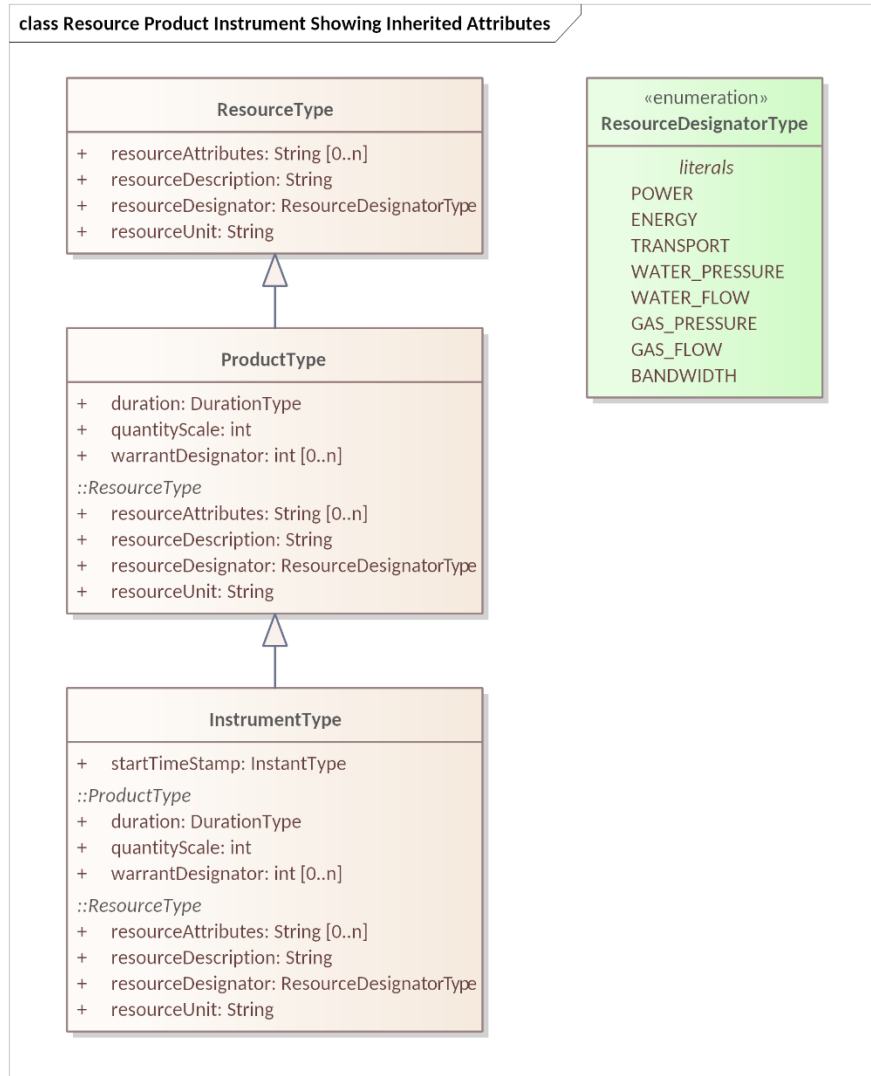 class Resource Product Instrument Showing Inherited Attributes
ResourceType
+ resourceAttributes: String [0..n]
+ resourceDescription: String
+ resourceDesignator: ResourceDesignatorType
+ resourceUnit: String
«enumeration»
ResourceDesignatorType
literals
POWER
ENERGY
TRANSPORT
WATER_PRESSURE
WATER_FLOW
GAS_PRESSURE
GAS_FLOW
BANDWIDTH
ProductType
+ duration: DurationType
+ quantityScale: int
+ warrantDesignator: int [0..n]
::ResourceType
+ resourceAttributes: String [0..n]
+ resourceDescription: String
+ resourceDesignator: ResourceDesignatorType
+ resourceUnit: String
InstrumentType
+ startTimeStamp: InstantType
::ProductType
+ duration: DurationType
+ quantityScale: int
+ warrantDesignator: int [0..n]
::ResourceType
+ resourceAttributes: String [0..n]
+ resourceDescription: String
+ resourceDesignator: ResourceDesignatorType
+ resourceUnit: String